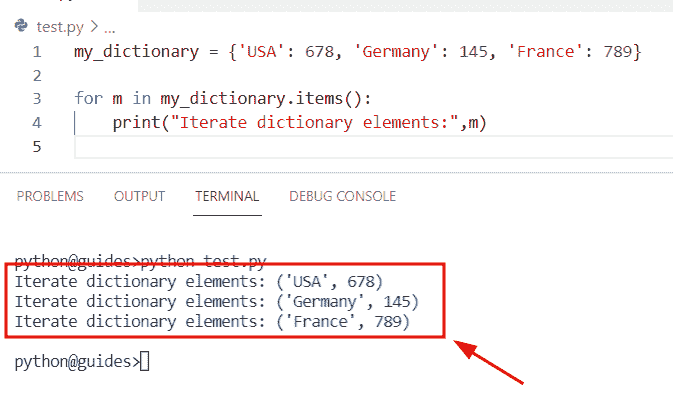 test.py > ...
1 my_dictionary = {'USA': 678, 'Germany': 145, 'France': 789}
2
3 for m in my_dictionary.items():
4     print("Iterate dictionary elements:",m)
5
PROBLEMS OUTPUT TERMINAL DEBUG CONSOLE
python@guides>python test.py
Iterate dictionary elements: ('USA', 678)
Iterate dictionary elements: ('Germany', 145)
Iterate dictionary elements: ('France', 789)
python@guides>